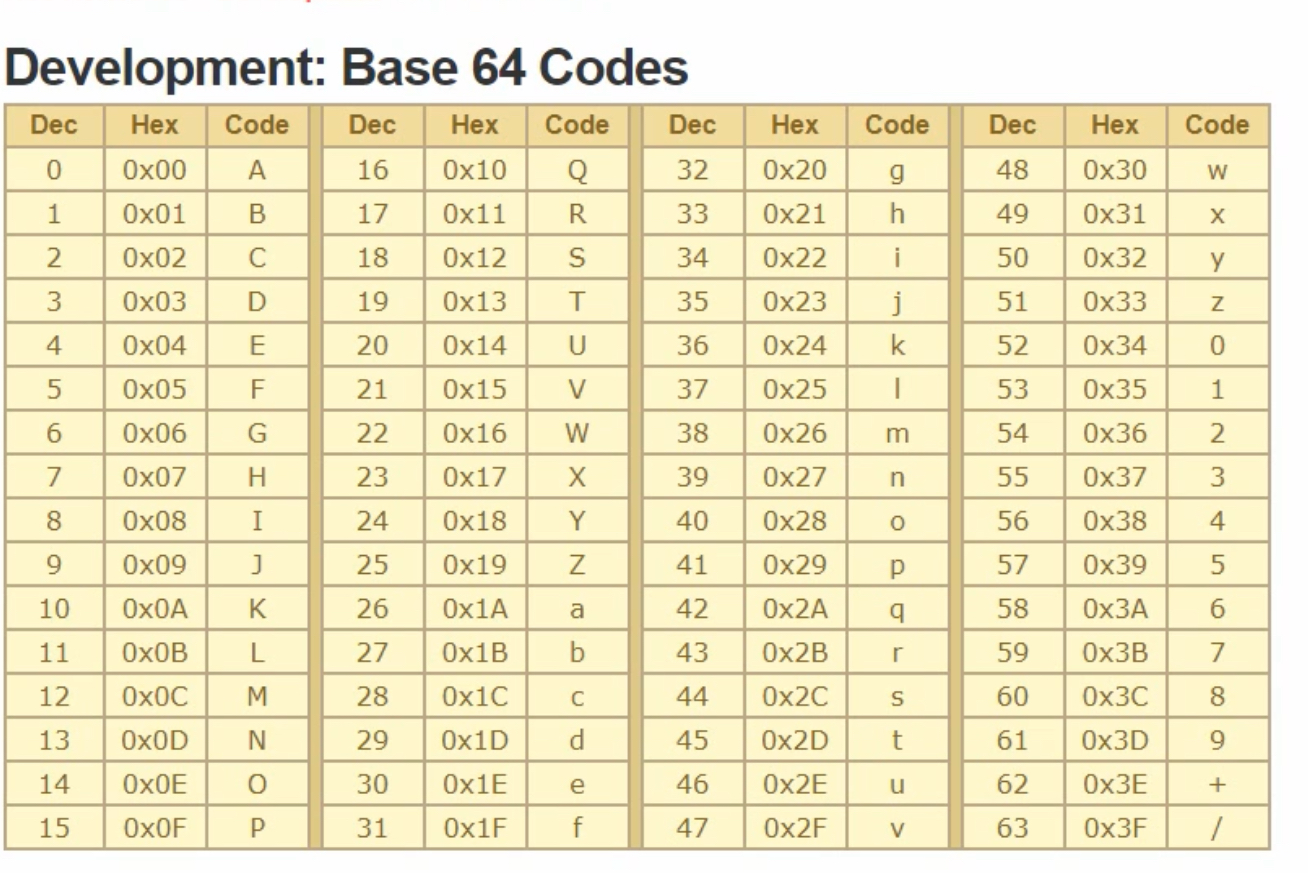 Development: Base 64 Codes
Dec Hex Code Dec Hex Code Dec Hex Code Dec Hex Code
0 0x00 A 16 0x10 Q 32 0x20 g 48 0x30 w
1 0x01 B 17 0x11 R 33 0x21 h 49 0x31 x
2 0x02 C 18 0x12 S 34 0x22 i 50 0x32 y
3 0x03 D 19 0x13 T 35 0x23 j 51 0x33 z
4 0x04 E 20 0x14 U 36 0x24 k 52 0x34 0
5 0x05 F 21 0x15 V 37 0x25 l 53 0x35 1
6 0x06 G 22 0x16 W 38 0x26 m 54 0x36 2
7 0x07 H 23 0x17 X 39 0x27 n 55 0x37 3
8 0x08 I 24 0x18 Y 40 0x28 o 56 0x38 4
9 0x09 J 25 0x19 Z 41 0x29 p 57 0x39 5
10 0x0A K 26 0x1A a 42 0x2A q 58 0x3A 6
11 0x0B L 27 0x1B b 43 0x2B r 59 0x3B 7
12 0x0C M 28 0x1C c 44 0x2C s 60 0x3C 8
13 0x0D N 29 0x1D d 45 0x2D t 61 0x3D 9
14 0x0E O 30 0x1E e 46 0x2E u 62 0x3E +
15 0x0F P 31 0x1F f 47 0x2F v 63 0x3F /